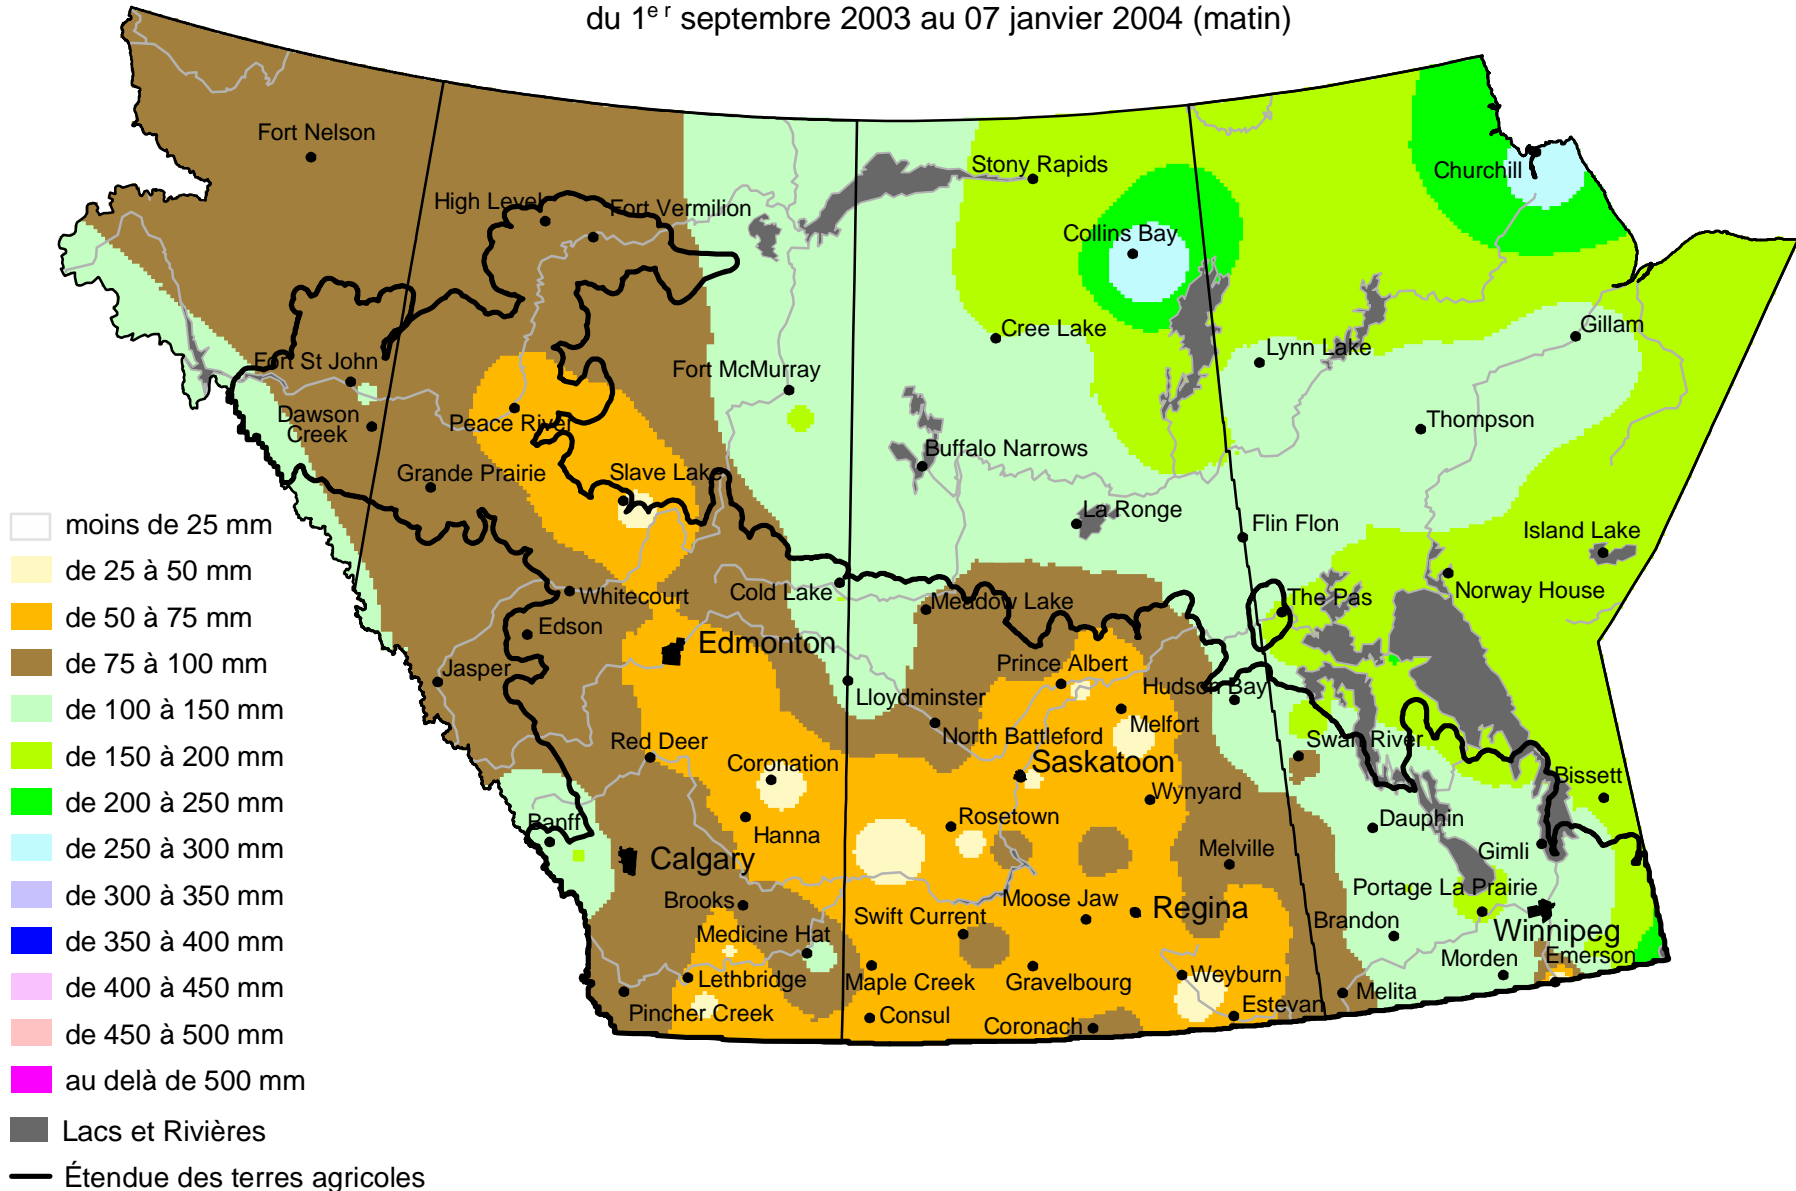 du 1er septembre 2003 au 07 janvier 2004 (matin)
Fort Nelson
Churchill
Stony Rapids
High Level
Fort Vermilion
Collins Bay
Gillam
Cree Lake
Lynn Lake
Fort St John
Fort McMurray
Dawson
Creek
Peace River
Thompson
Buffalo Narrows
Grande Prairie
Slave Lake
La Ronge
Flin Flon
Island Lake
Whitecourt
Cold Lake
Meadow Lake
The Pas
Norway House
Edson
Edmonton
Jasper
Prince Albert
Hudson Bay
Lloydminster
Melfort
North Battleford
Red Deer
Swan River
Coronation
Saskatoon
Bissett
Wynyard
Banff
Hanna
Rosetown
Dauphin
Calgary
Melville
Gimli
Portage La Prairie
Brooks
Swift Current
Moose Jaw
Regina
Brandon
Winnipeg
Medicine Hat
Emerson
Morden
Lethbridge
Maple Creek
Gravelbourg
Weyburn
Melita
Pincher Creek
Consul
Coronach
Estevan
moins de 25 mm
de 25 à 50 mm
de 50 à 75 mm
de 75 à 100 mm
de 100 à 150 mm
de 150 à 200 mm
de 200 à 250 mm
de 250 à 300 mm
de 300 à 350 mm
de 350 à 400 mm
de 400 à 450 mm
de 450 à 500 mm
au delà de 500 mm
Lacs et Rivières
Étendue des terres agricoles